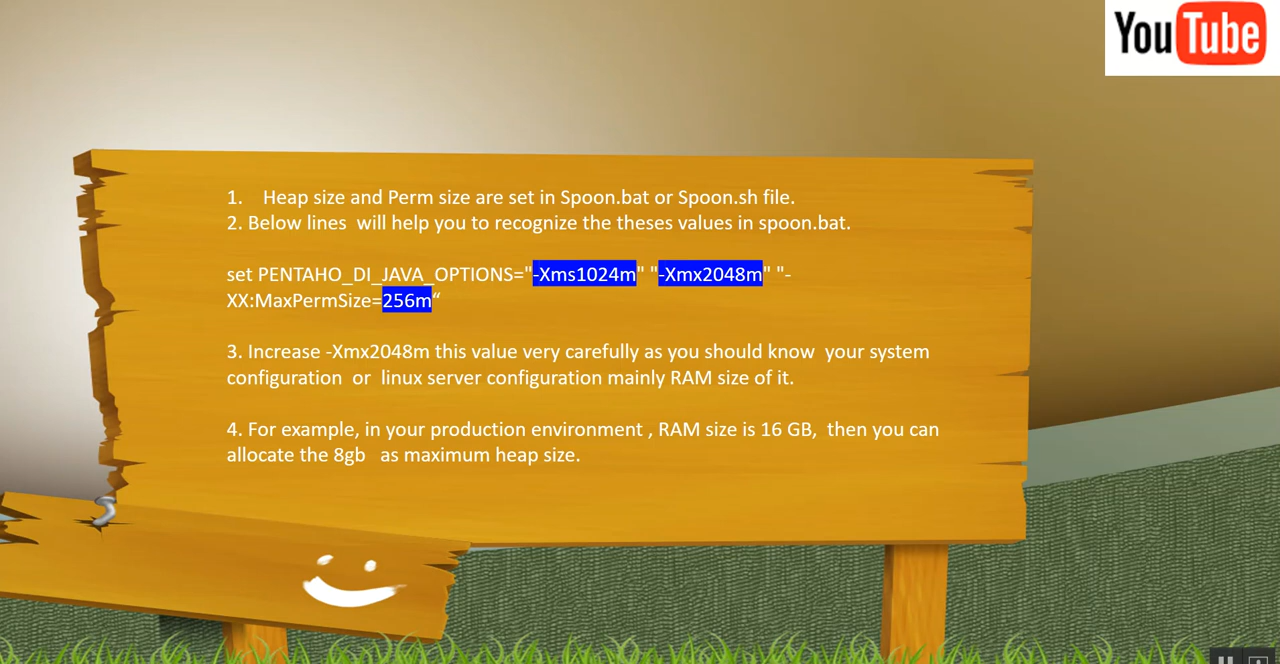 YouTube
1. Heap size and Perm size are set in Spoon.bat or Spoon.sh file.
2. Below lines will help you to recognize the theses values in spoon.bat.
set PENTAHO_DI_JAVA_OPTIONS="-Xms1024m" "-Xmx2048m" "-
XX:MaxPermSize=256m“
3. Increase -Xmx2048m this value very carefully as you should know your system
configuration or linux server configuration mainly RAM size of it.
4. For example, in your production environment , RAM size is 16 GB, then you can
allocate the 8gb as maximum heap size.